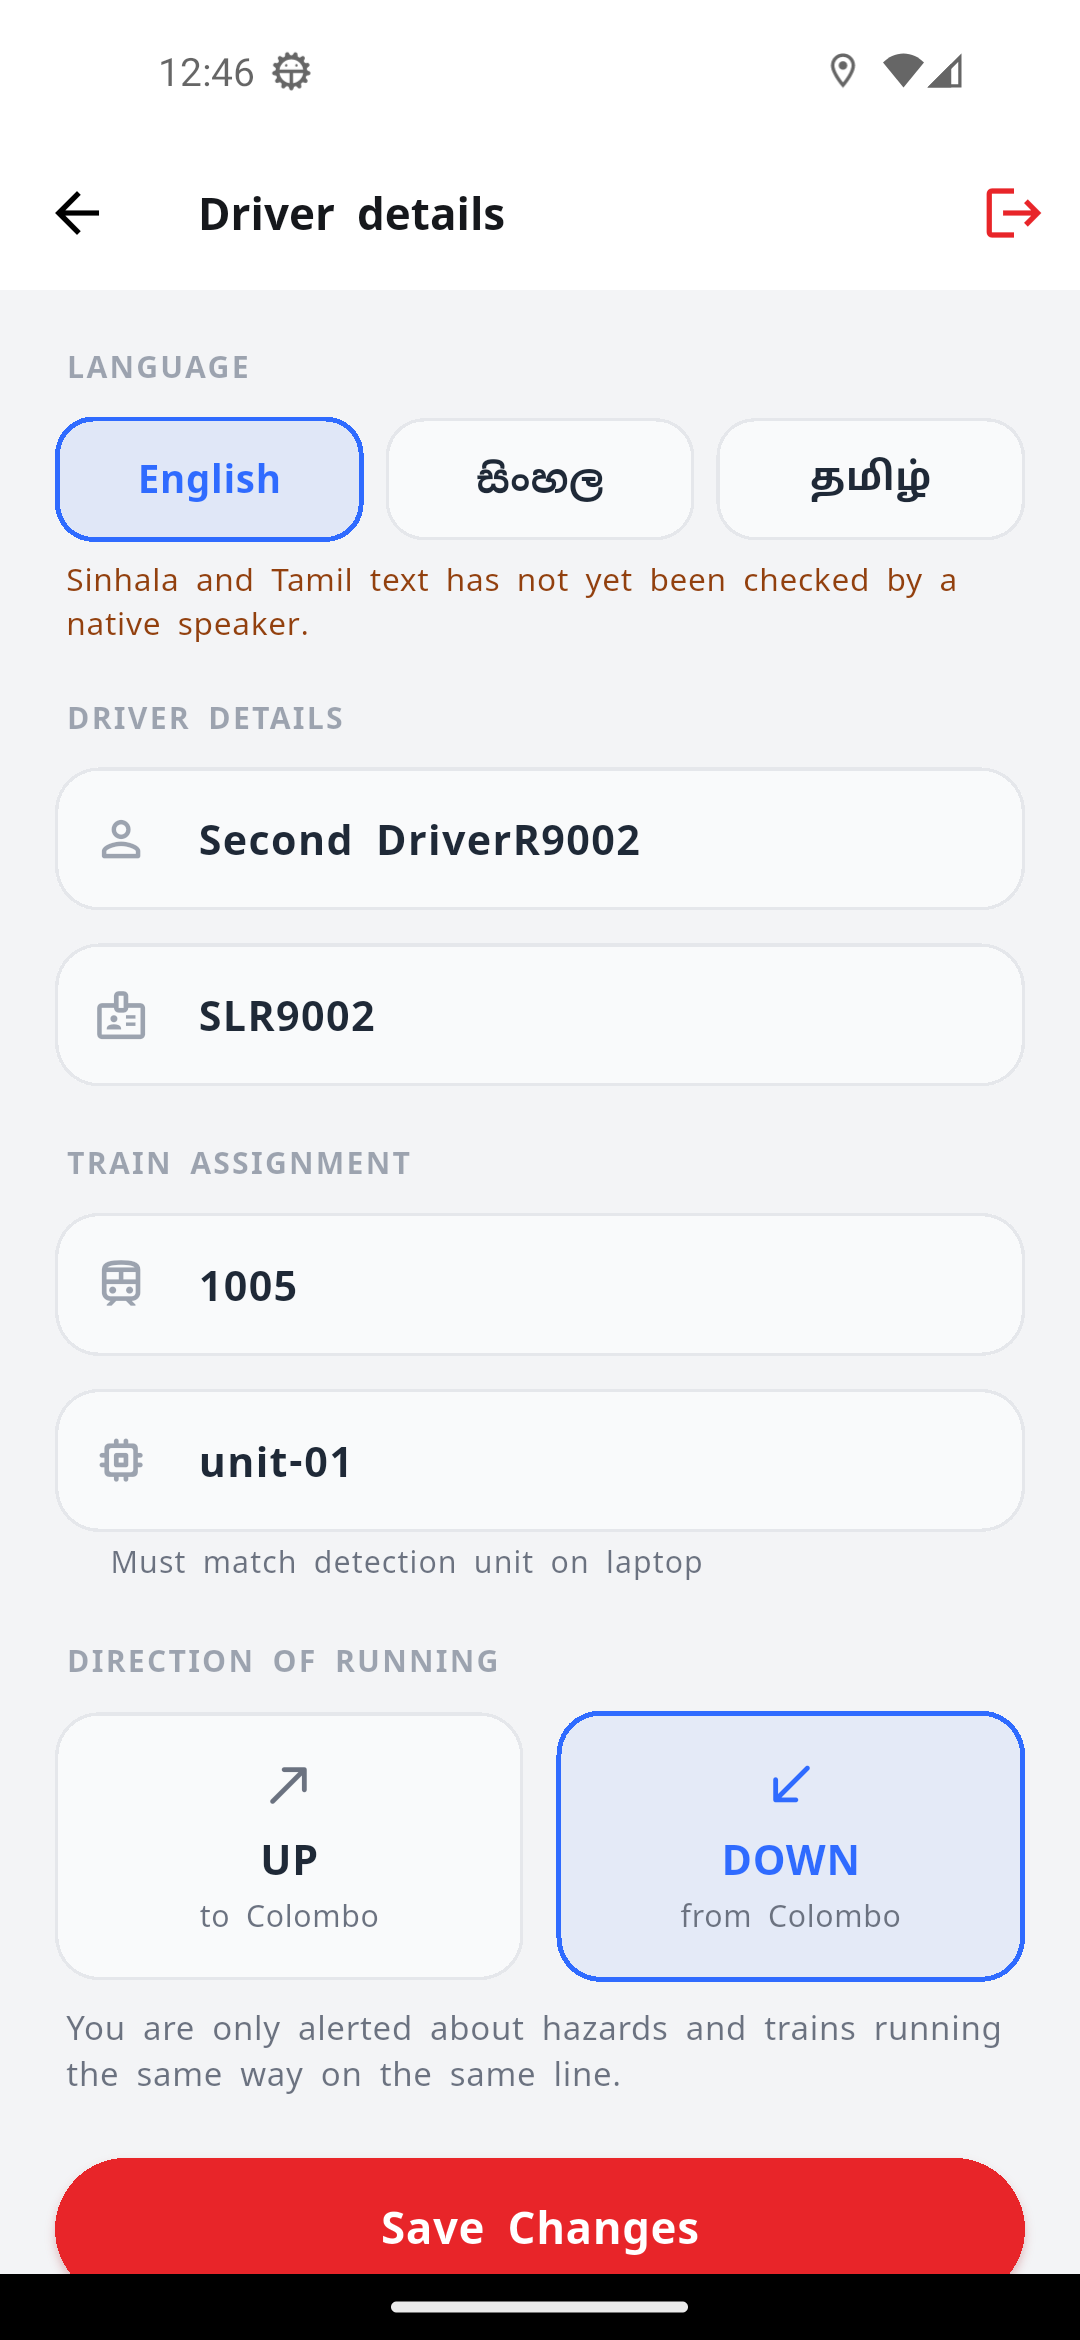 12:46
Driver details
LANGUAGE
English
සිංහල
தமிழ்
Sinhala and Tamil text has not yet been checked by a
native speaker.
DRIVER DETAILS
Second DriverR9002
SLR9002
TRAIN ASSIGNMENT
1005
unit-01
Must match detection unit on laptop
DIRECTION OF RUNNING
UP
to Colombo
DOWN
from Colombo
You are only alerted about hazards and trains running
the same way on the same line.
Save Changes